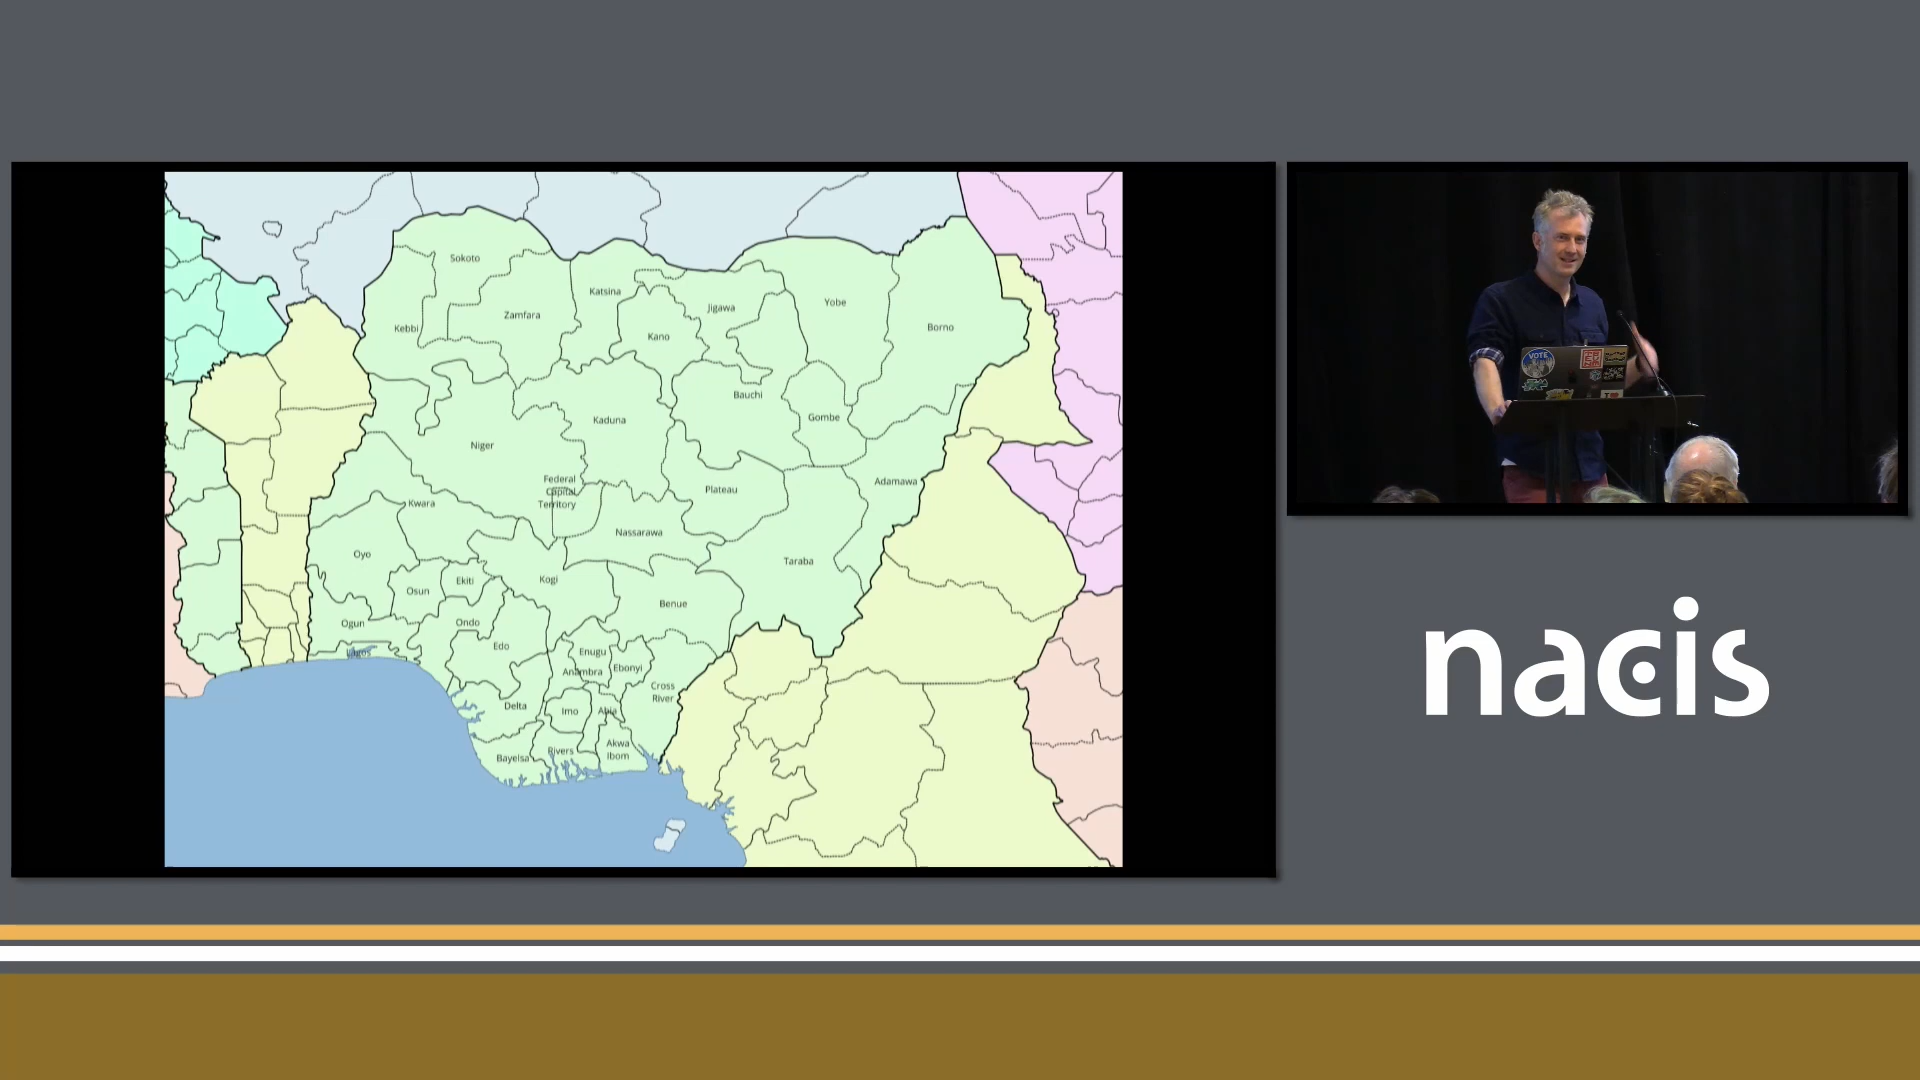 Sokoto
Katsina
Jigawa
Yobe
Zamfara
Kebbi
Kano
Borno
Bauchi
Gombe
Kaduna
Niger
Federal
Capital
Territory
Plateau
Adamawa
Kwara
Nassarawa
Oyo
Taraba
Ekiti
Kogi
Osun
Benue
Ogun
Ondo
Edo
Lagos
Enugu
Anambra
Ebonyi
Cross
River
Delta
Imo
Abia
Akwa
Ibom
Rivers
Bayelsa
VOTE
nacis